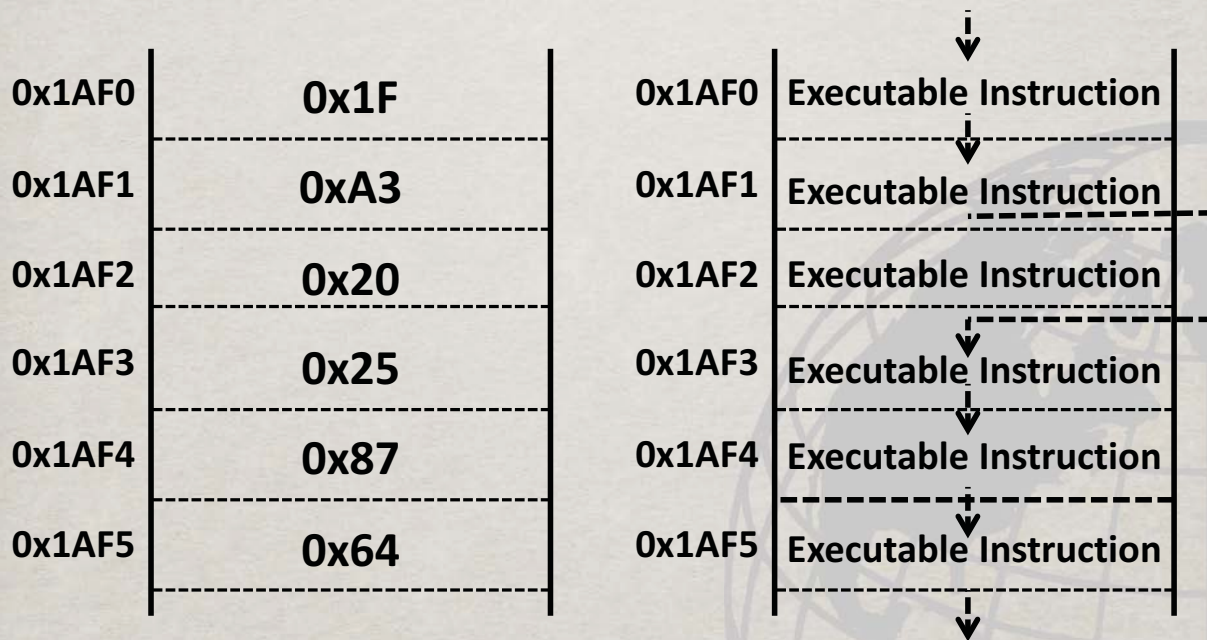 0x1AF0 0x1F 0x1AF0 Executable Instruction
0x1AF1 0xA3 0x1AF1 Executable Instruction
0x1AF2 0x20 0x1AF2 Executable Instruction
0x1AF3 0x25 0x1AF3 Executable Instruction
0x1AF4 0x87 0x1AF4 Executable Instruction
0x1AF5 0x64 0x1AF5 Executable Instruction